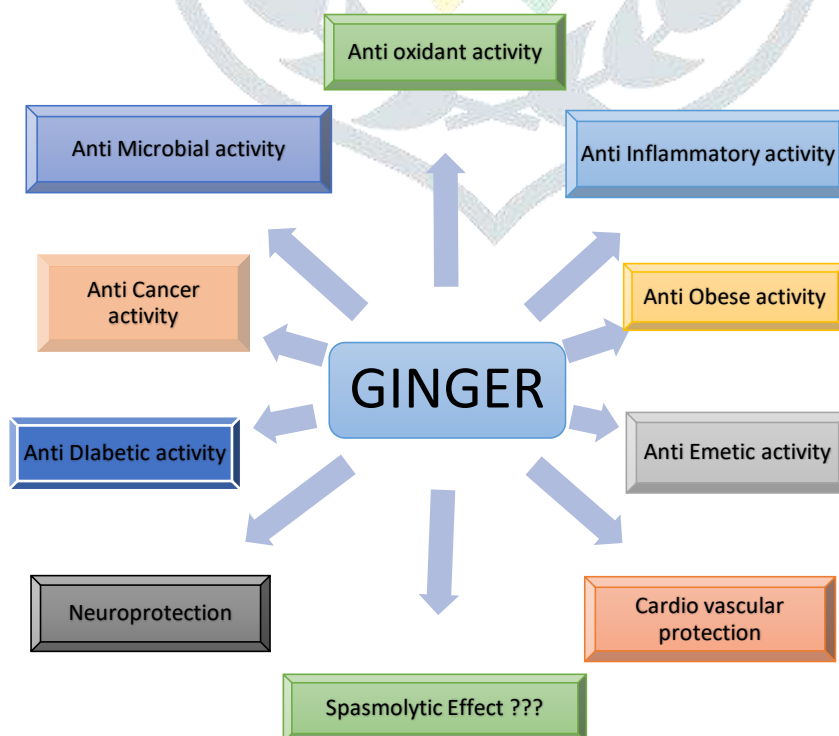 Anti oxidant activity
Anti Microbial activity
Anti Inflammatory activity
Anti Cancer
activity
Anti Obese activity
GINGER
Anti DIabetic activity
Anti Emetic activity
Neuroprotection
Cardio vascular
protection
Spasmolytic Effect ???